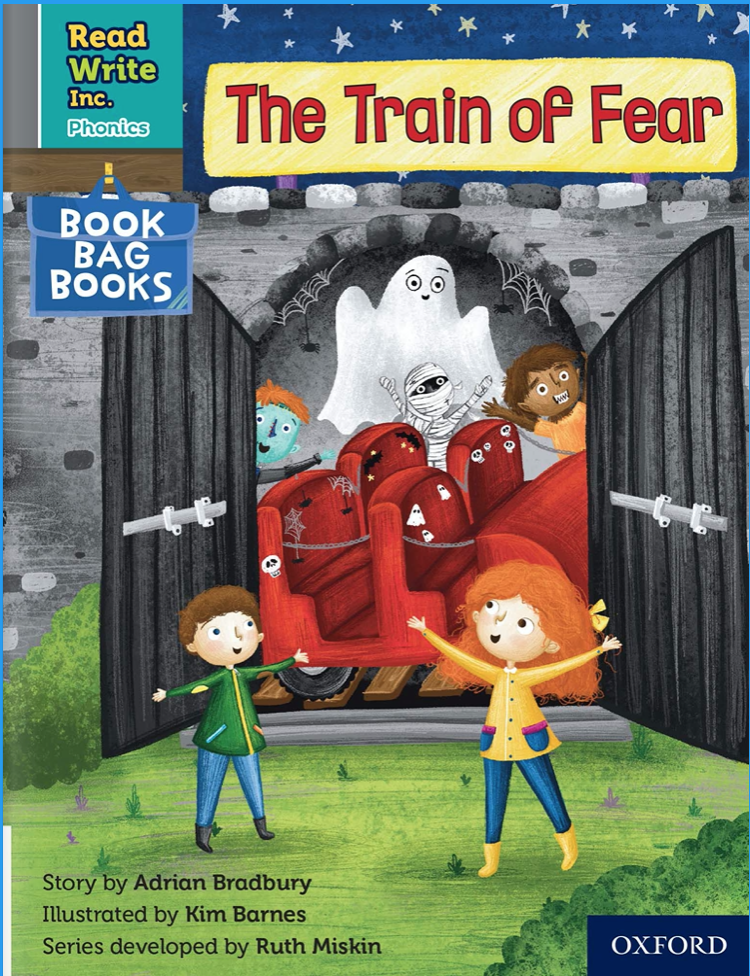 Read
Write
Inc.
Phonics
The Train of Fear
BOOK
BAG
BOOKS
Story by Adrian Bradbury
Illustrated by Kim Barnes
Series developed by Ruth Miskin
OXFORD